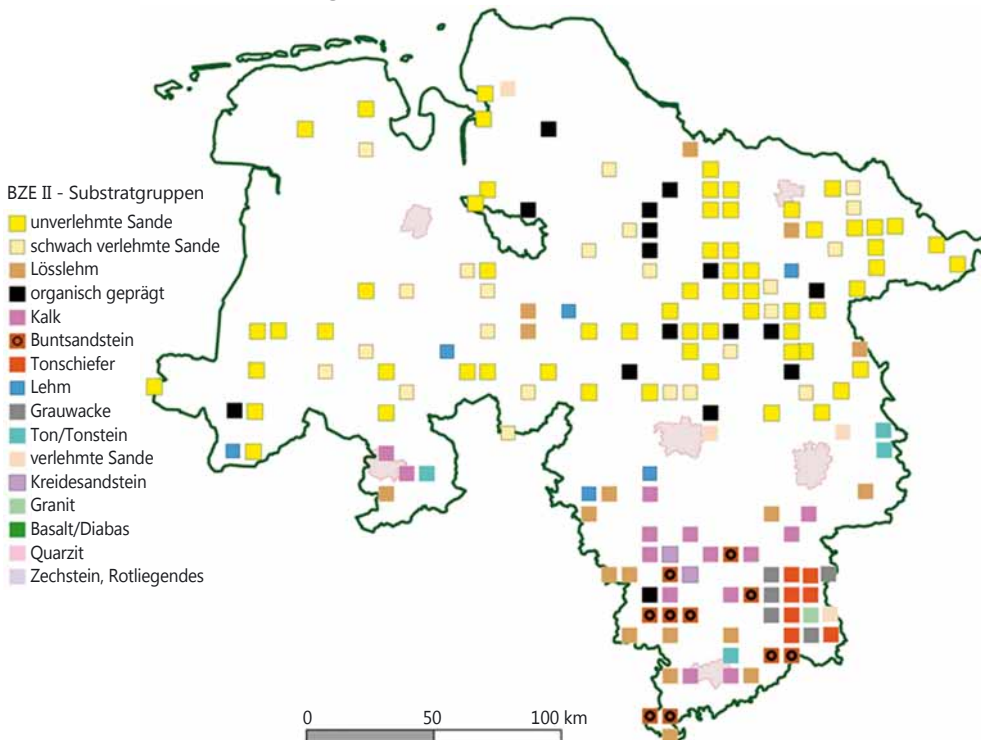 BZE II - Substratgruppen
unverlehmte Sande
schwach verlehmte Sande
Lösslehm
organisch geprägt
Kalk
Buntsandstein
Tonschiefer
Lehm
Grauwacke
Ton/Tonstein
verlehmte Sande
Kreidesandstein
Granit
Basalt/Diabas
Quarzit
Zechstein, Rotliegendes
0 50 100 km